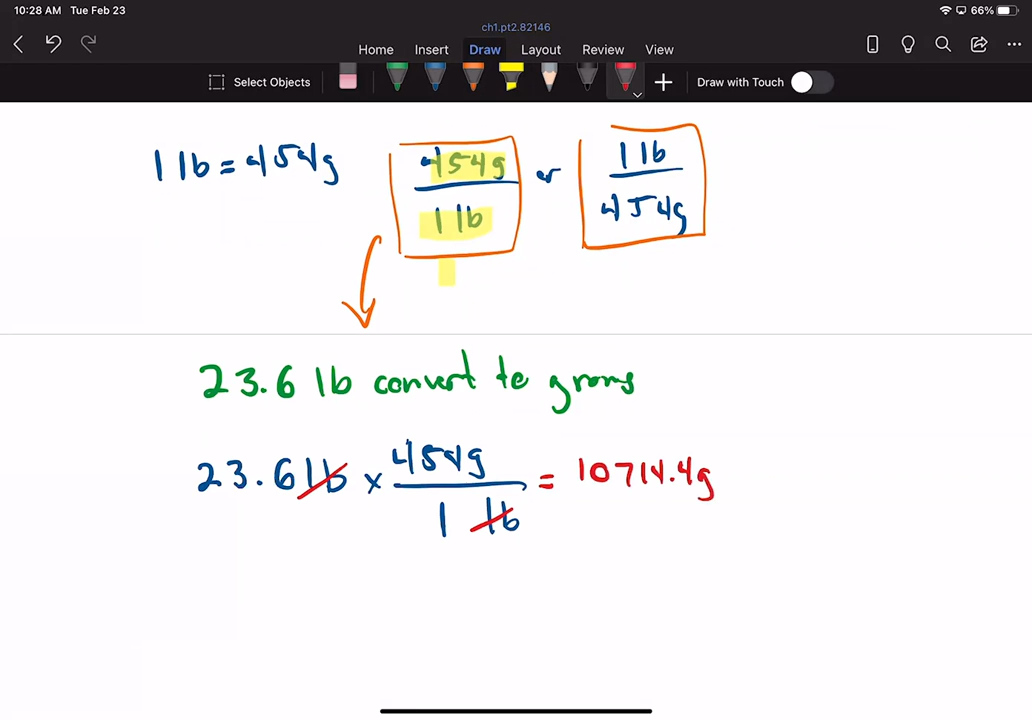 10:28 AM Tue Feb 23 66%
ch1.pt2.82146
Home Insert Draw Layout Review View
Select Objects Draw with Touch
1 lb = 454g 454g / 1 lb or 1 lb / 454g
23.6 lb convert to grams
23.6 lb x 454g / 1 lb = 10714.4g